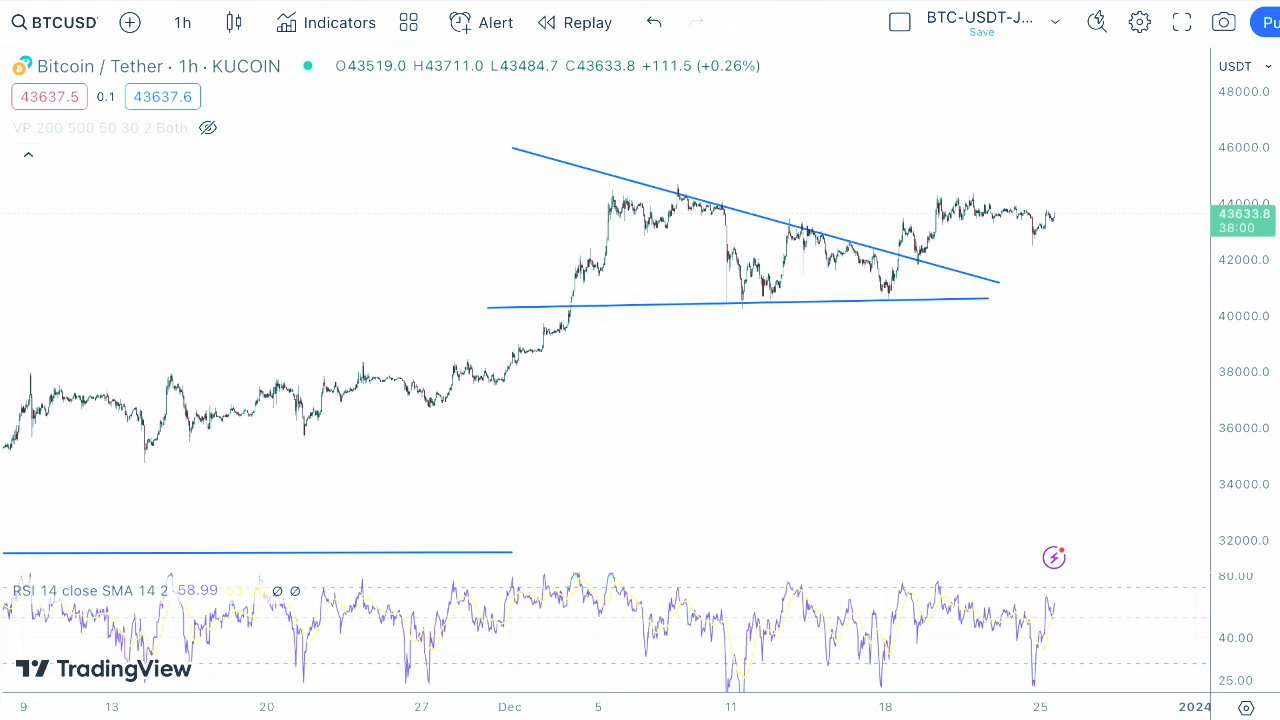 BTCUSD 1h Indicators Alert Replay BTC-USDT-J... Save Pu
Bitcoin / Tether · 1h · KUCOIN O43519.0 H43711.0 L43484.7 C43633.8 +111.5 (+0.26%) USDT
43637.5 0.1 43637.6
VP 200 500 50 30 2 Both
48000.0
46000.0
44000.0
43633.8
38:00
42000.0
40000.0
38000.0
36000.0
34000.0
32000.0
80.00
RSI 14 close SMA 14 2 58.99 Ø Ø
40.00
TradingView
25.00
9 13 20 27 Dec 5 11 18 25 2024